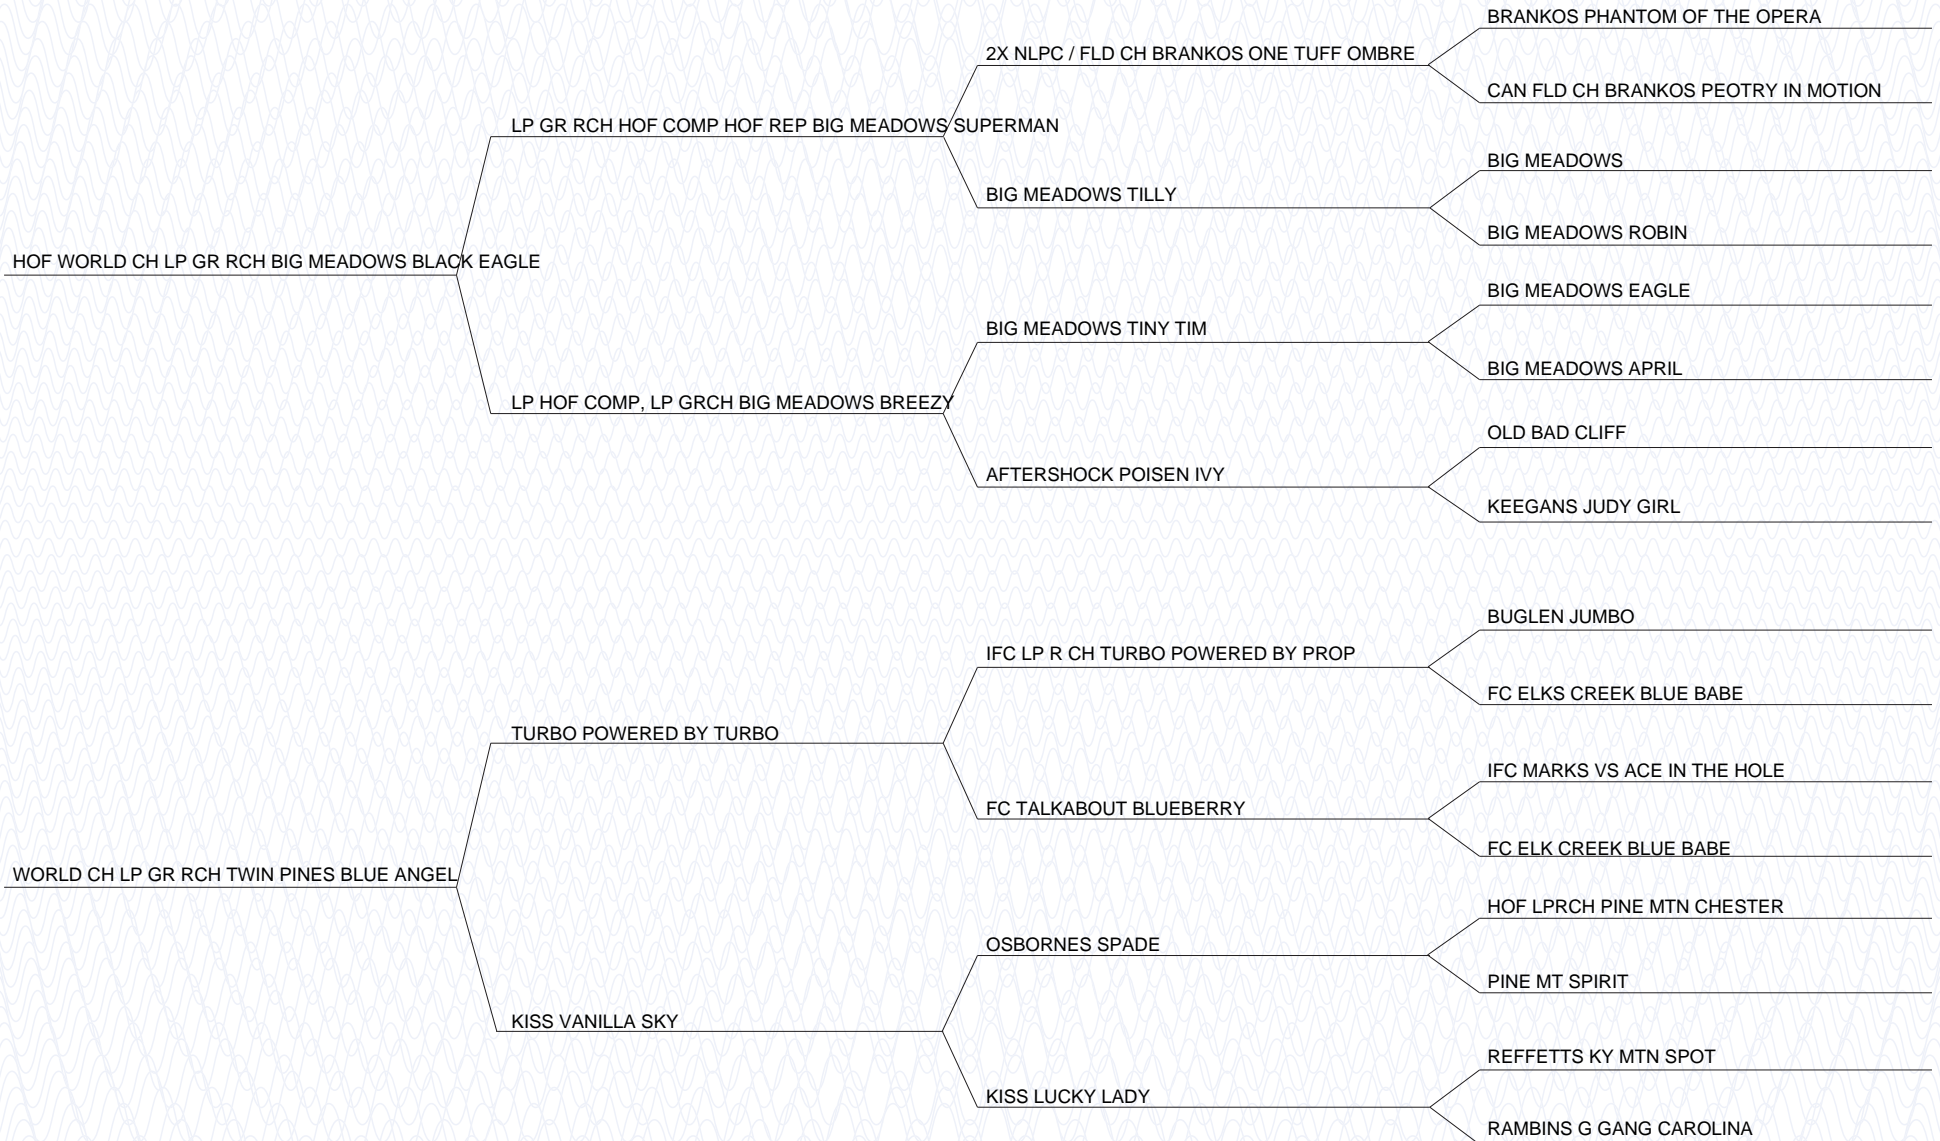 BRANKOS PHANTOM OF THE OPERA
2X NLPC / FLD CH BRANKOS ONE TUFF OMBRE
CAN FLD CH BRANKOS PEOTRY IN MOTION
LP GR RCH HOF COMP HOF REP BIG MEADOWS SUPERMAN
BIG MEADOWS
BIG MEADOWS TILLY
BIG MEADOWS ROBIN
HOF WORLD CH LP GR RCH BIG MEADOWS BLACK EAGLE
BIG MEADOWS EAGLE
BIG MEADOWS TINY TIM
BIG MEADOWS APRIL
LP HOF COMP, LP GRCH BIG MEADOWS BREEZY
OLD BAD CLIFF
AFTERSHOCK POISEN IVY
KEEGANS JUDY GIRL
BUGLEN JUMBO
IFC LP R CH TURBO POWERED BY PROP
FC ELKS CREEK BLUE BABE
TURBO POWERED BY TURBO
IFC MARKS VS ACE IN THE HOLE
FC TALKABOUT BLUEBERRY
FC ELK CREEK BLUE BABE
WORLD CH LP GR RCH TWIN PINES BLUE ANGEL
HOF LPRCH PINE MTN CHESTER
OSBORNES SPADE
PINE MT SPIRIT
KISS VANILLA SKY
REFFETTS KY MTN SPOT
KISS LUCKY LADY
RAMBINS G GANG CAROLINA